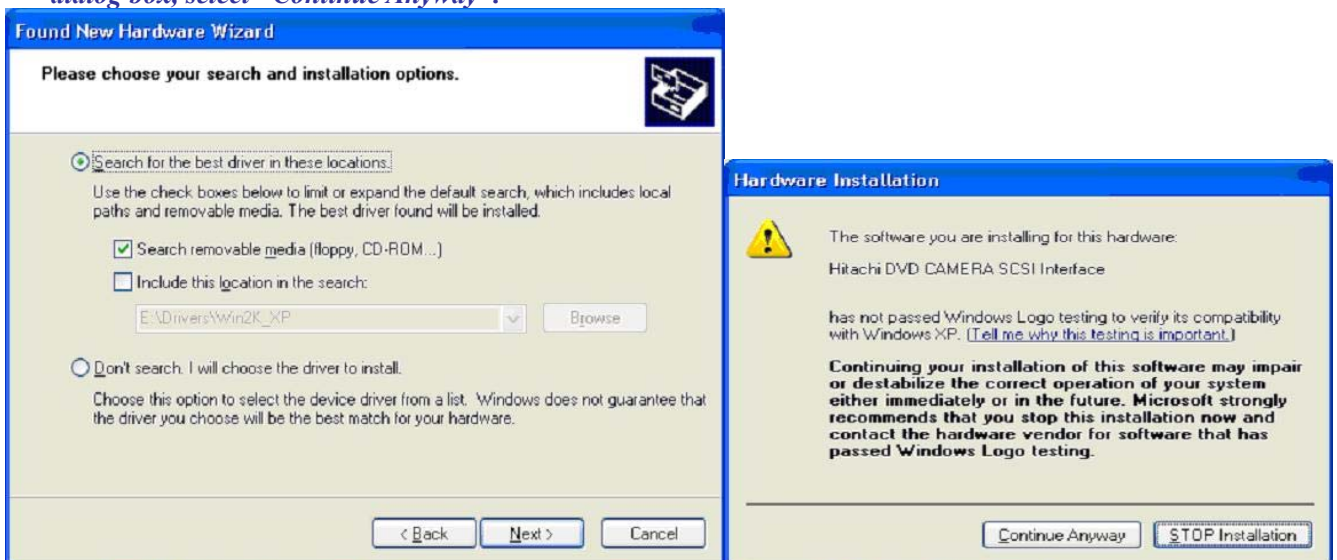 dialog box, select "Continue Anyway".
Found New Hardware Wizard
Please choose your search and installation options.
Search for the best driver in these locations.
Use the check boxes below to limit or expand the default search, which includes local
paths and removable media. The best driver found will be installed.
Search removable media (floppy, CD-ROM...)
Include this location in the search:
E:\Drivers\Win2K_XP
Browse
Don't search. I will choose the driver to install.
Choose this option to select the device driver from a list. Windows does not guarantee that
the driver you choose will be the best match for your hardware.
< Back
Next >
Cancel
Hardware Installation
The software you are installing for this hardware:
Hitachi DVD CAMERA SCSI Interface
has not passed Windows Logo testing to verify its compatibility
with Windows XP. (Tell me why this testing is important.)
Continuing your installation of this software may impair
or destabilize the correct operation of your system
either immediately or in the future. Microsoft strongly
recommends that you stop this installation now and
contact the hardware vendor for software that has
passed Windows Logo testing.
Continue Anyway
STOP Installation